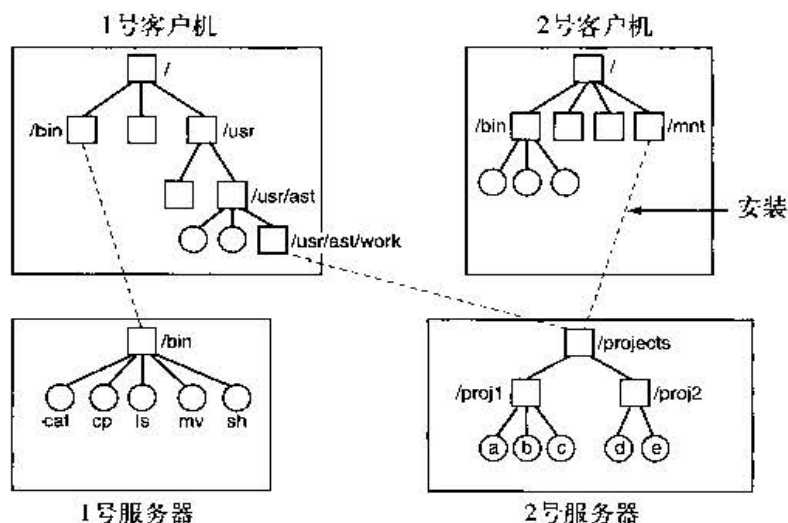 1号客户机
2号客户机
/
/
/bin
/usr
/bin
/mnt
/usr/ast
安装
/usr/ast/work
/bin
/projects
/proj1
/proj2
cat
cp
ls
mv
sh
a
b
c
d
e
1号服务器
2号服务器